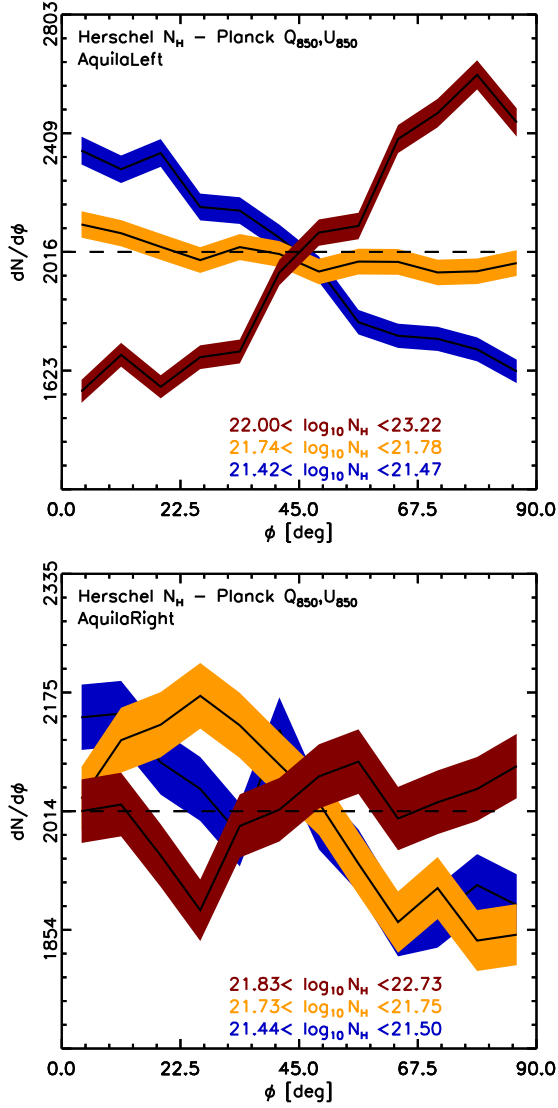 Herschel N_H – Planck Q_850,U_850
AquilaLeft
2803
2409
2016
1623
dN/dϕ
22.00< log_10 N_H <23.22
21.74< log_10 N_H <21.78
21.42< log_10 N_H <21.47
0.0 22.5 45.0 67.5 90.0
ϕ [deg]
Herschel N_H – Planck Q_850,U_850
AquilaRight
2335
2175
2014
1854
dN/dϕ
21.83< log_10 N_H <22.73
21.73< log_10 N_H <21.75
21.44< log_10 N_H <21.50
0.0 22.5 45.0 67.5 90.0
ϕ [deg]